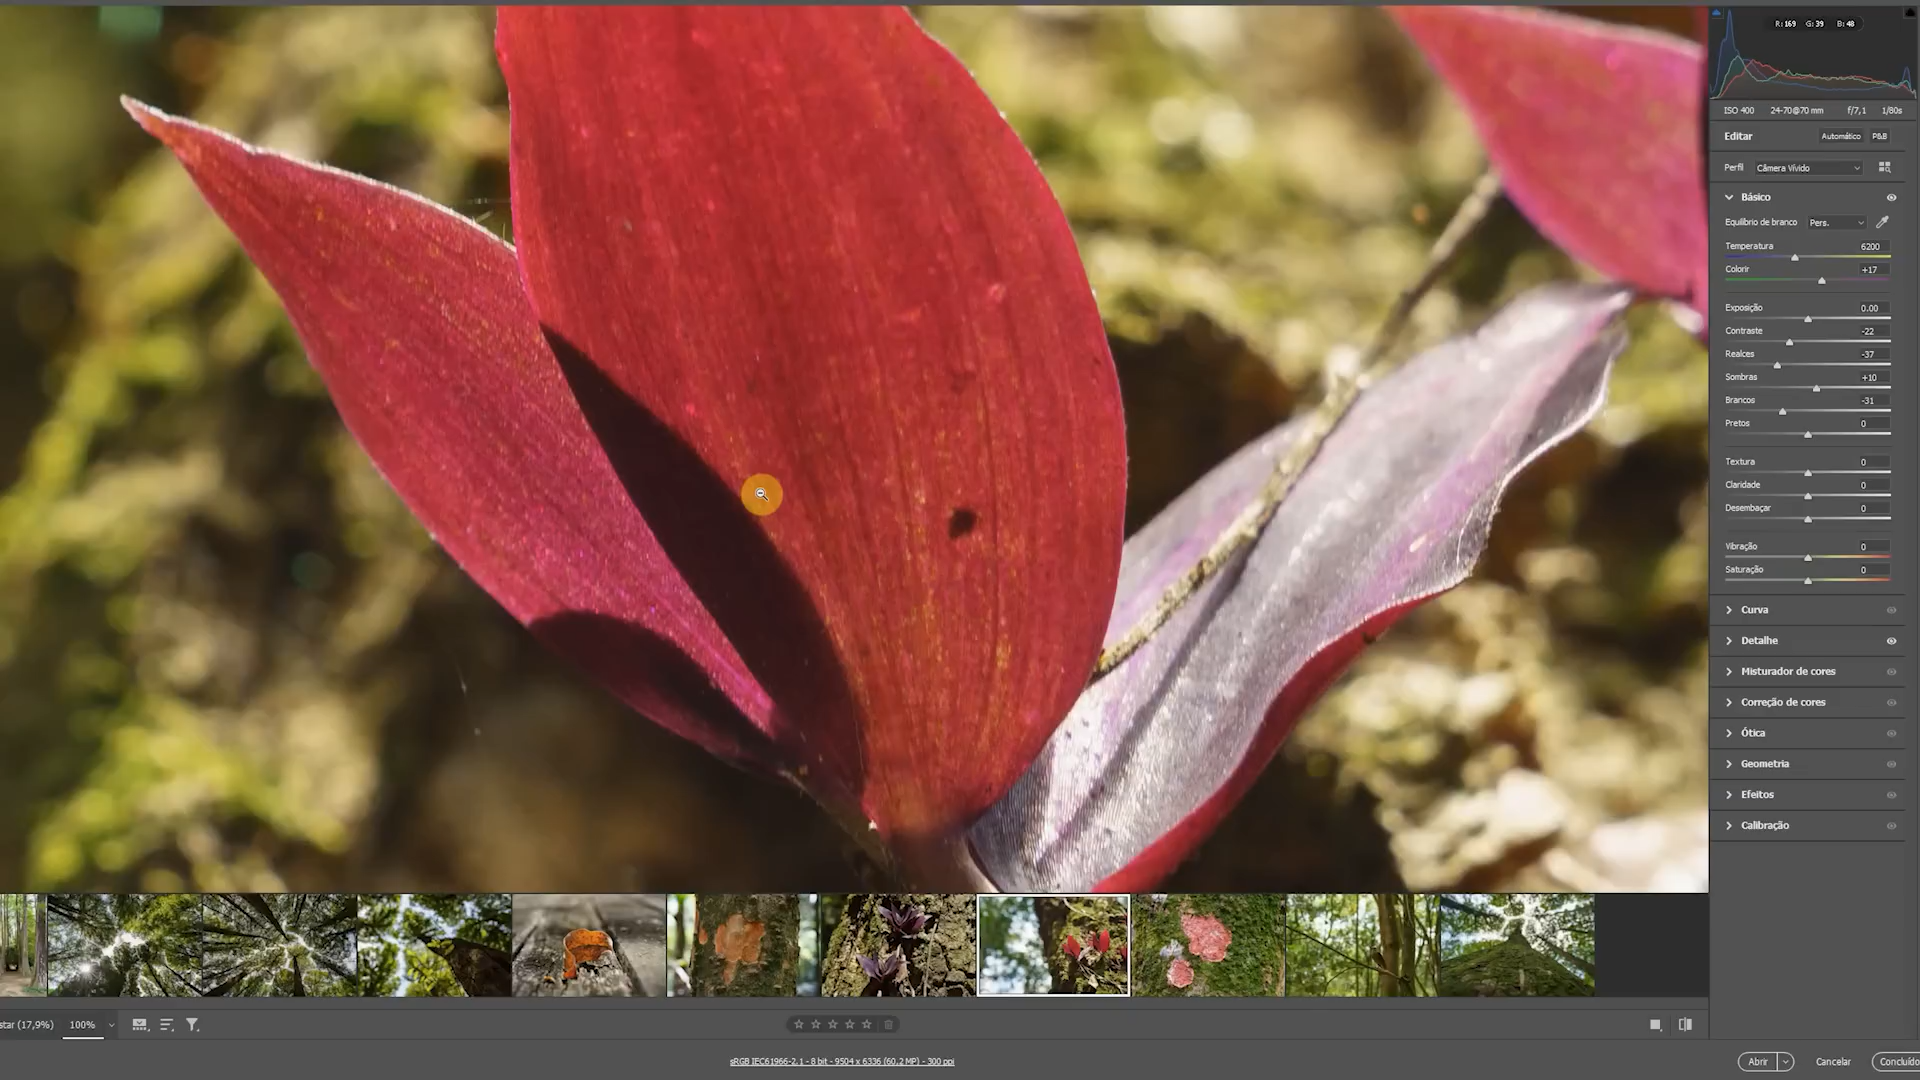 R: 169 G: 39 B: 48
ISO 400 24-70@70 mm f/7,1 1/80s
Editar Automático P&B
Perfil Câmera Vívido
Básico
Equilíbrio de branco Pers.
Temperatura 6200
Colorir +17
Exposição 0.00
Contraste -22
Realces -37
Sombras +10
Brancos -31
Pretos 0
Textura 0
Claridade 0
Desembaçar 0
Vibração 0
Saturação 0
Curva
Detalhe
Misturador de cores
Correção de cores
Ótica
Geometria
Efeitos
Calibração
star (17,9%) 100%
sRGB IEC61966-2.1 - 8 bit - 9504 x 6336 (60.2 MP) - 300 ppi
Abrir Cancelar Concluído